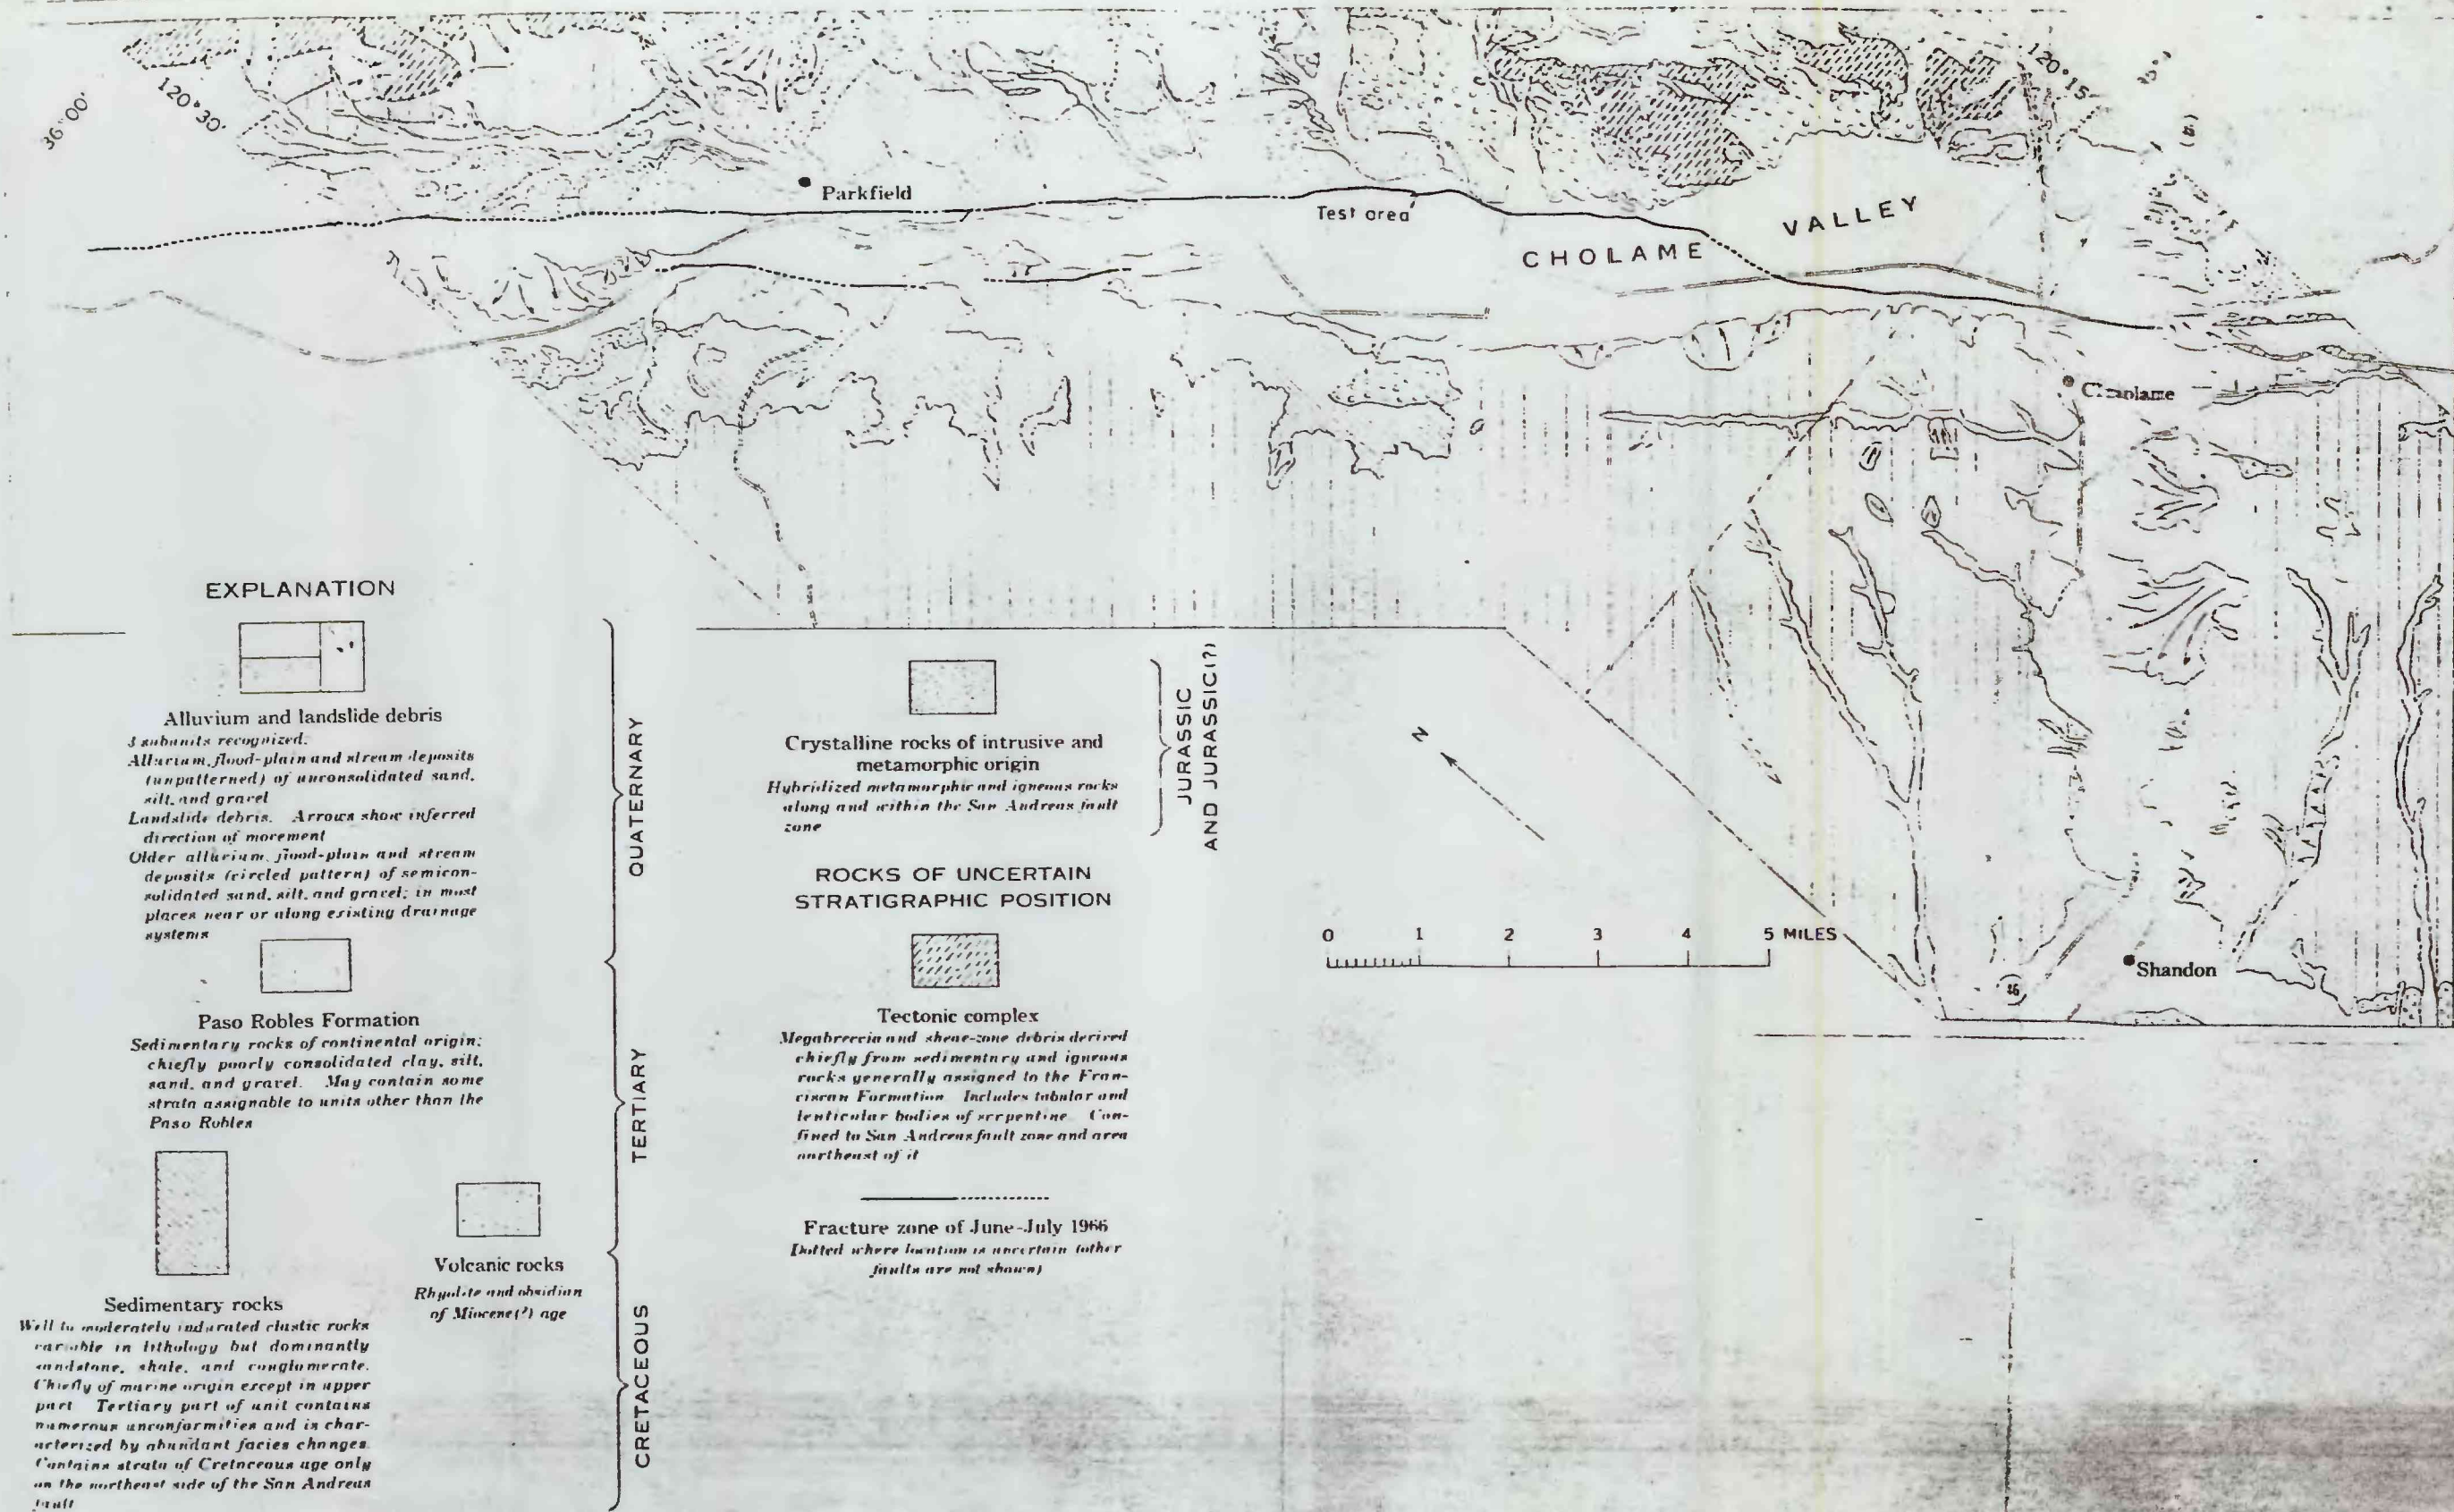 36°00'
120°30'
120°15'
Parkfield
Test area
CHOLAME VALLEY
Cholame
Shandon
46
N
0 1 2 3 4 5 MILES
EXPLANATION
Alluvium and landslide debris
3 subunits recognized.
Alluvium, flood-plain and stream deposits
(unpatterned) of unconsolidated sand,
silt, and gravel
Landslide debris. Arrows show inferred
direction of movement
Older alluvium, flood-plain and stream
deposits (circled pattern) of semicon-
solidated sand, silt, and gravel; in most
places near or along existing drainage
systems
Paso Robles Formation
Sedimentary rocks of continental origin;
chiefly poorly consolidated clay, silt,
sand, and gravel. May contain some
strata assignable to units other than the
Paso Robles
Sedimentary rocks
Well to moderately indurated clastic rocks
variable in lithology but dominantly
sandstone, shale, and conglomerate.
Chiefly of marine origin except in upper
part Tertiary part of unit contains
numerous unconformities and is char-
acterized by abundant facies changes.
Contains strata of Cretaceous age only
on the northeast side of the San Andreas
fault
Volcanic rocks
Rhyolite and obsidian
of Miocene(?) age
QUATERNARY
TERTIARY
CRETACEOUS
Crystalline rocks of intrusive and
metamorphic origin
Hybridized metamorphic and igneous rocks
along and within the San Andreas fault
zone
JURASSIC
AND JURASSIC(?)
ROCKS OF UNCERTAIN
STRATIGRAPHIC POSITION
Tectonic complex
Megabreccia and shear-zone debris derived
chiefly from sedimentary and igneous
rocks generally assigned to the Fran-
ciscan Formation Includes tabular and
lenticular bodies of serpentine Con-
fined to San Andreas fault zone and area
northeast of it
Fracture zone of June-July 1966
Dotted where location is uncertain (other
faults are not shown)